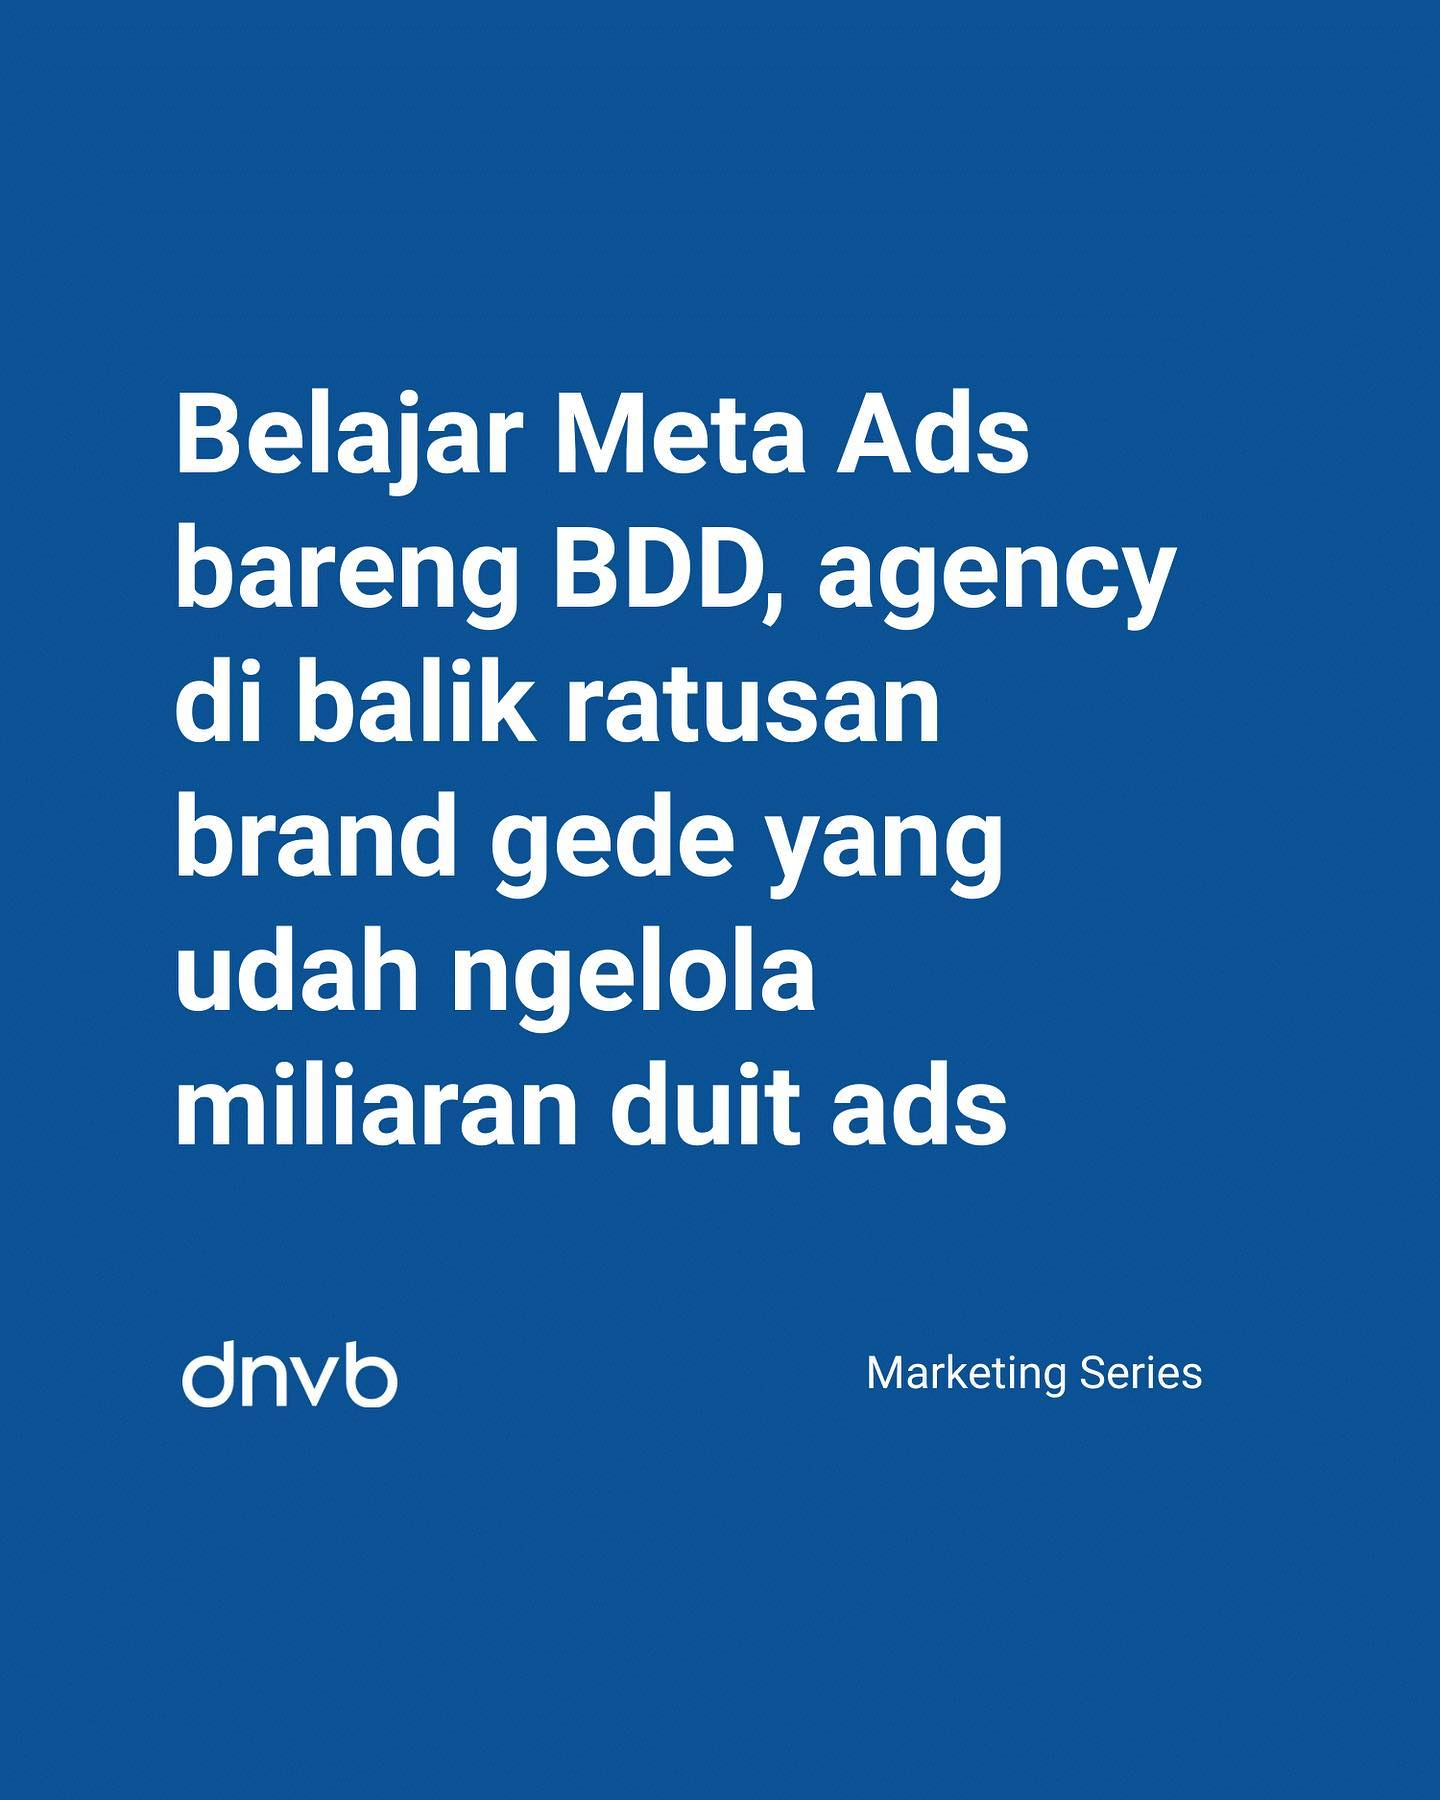 Belajar Meta Ads
bareng BDD, agency
di balik ratusan
brand gede yang
udah ngelola
miliaran duit ads
dnvb
Marketing Series